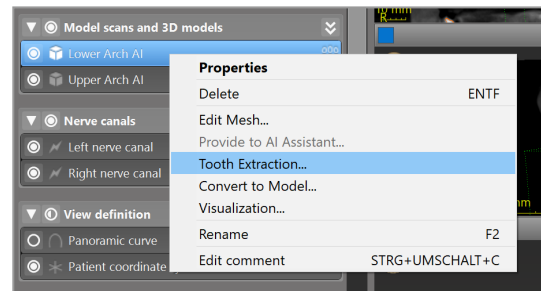 Model scans and 3D models
Lower Arch AI
Upper Arch AI
Nerve canals
Left nerve canal
Right nerve canal
View definition
Panoramic curve
Patient coordinate
Properties
Delete ENTF
Edit Mesh...
Provide to AI Assistant...
Tooth Extraction...
Convert to Model...
Visualization...
Rename F2
Edit comment STRG+UMSCHALT+C
10 mm
R